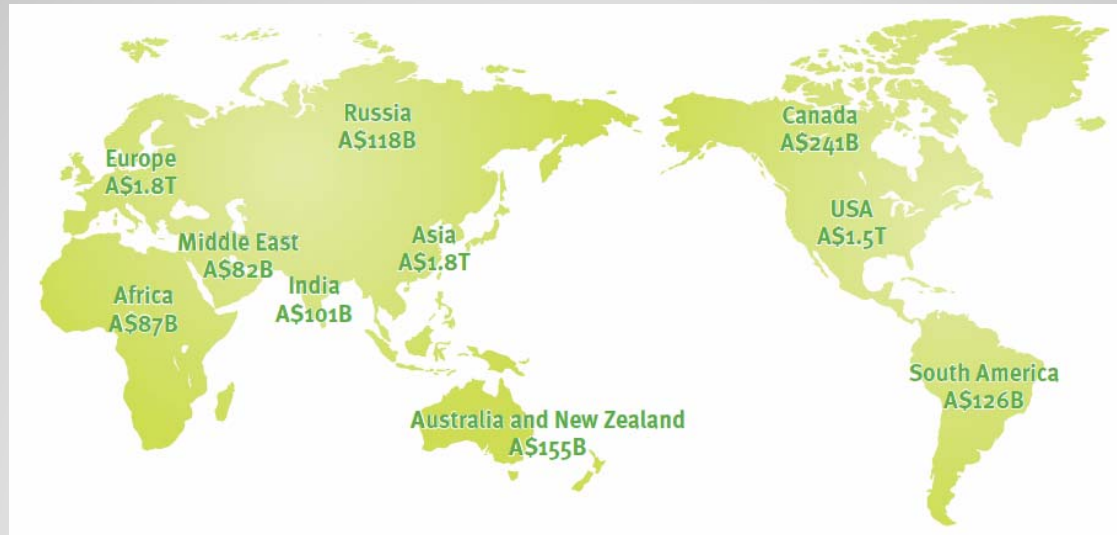 Russia
A$118B
Canada
A$241B
Europe
A$1.8T
USA
A$1.5T
Middle East
A$82B
Asia
A$1.8T
India
A$101B
Africa
A$87B
South America
A$126B
Australia and New Zealand
A$155B